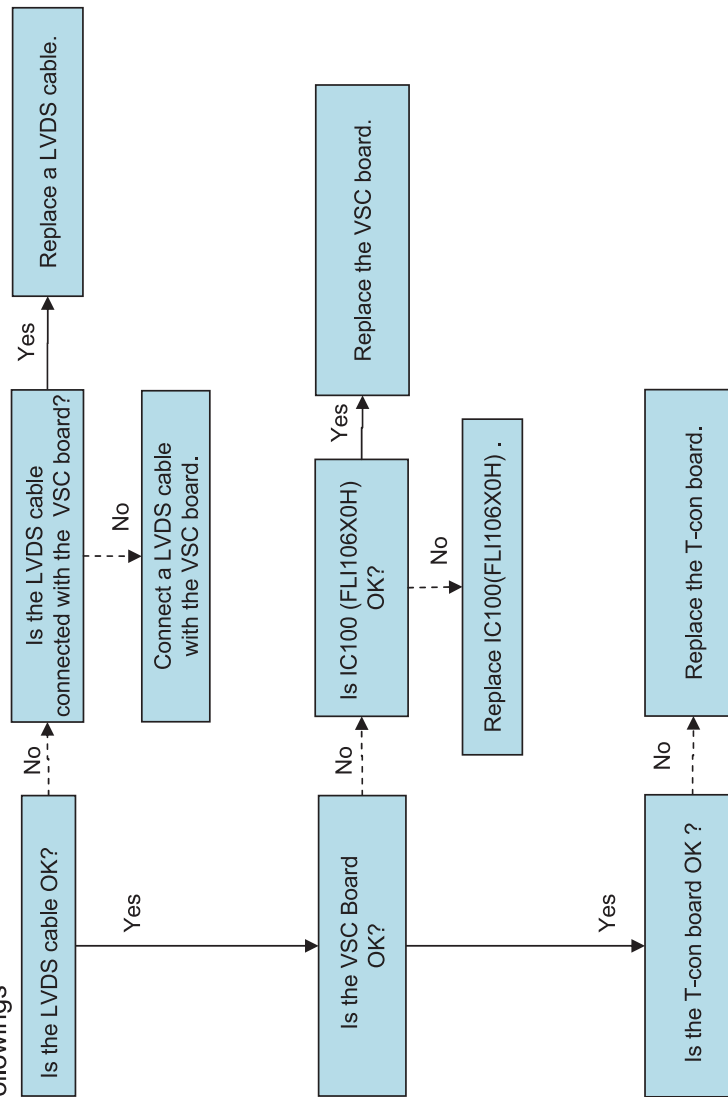 Is the LVDS cable OK?
No
Is the LVDS cable
connected with the VSC board?
Yes
Replace a LVDS cable.
No
Connect a LVDS cable
with the VSC board.
Yes
Is the VSC Board
OK?
No
Is IC100 (FLI106X0H)
OK?
Yes
Replace the VSC board.
No
Replace IC100(FLI106X0H) .
Yes
Is the T-con board OK ?
No
Replace the T-con board.